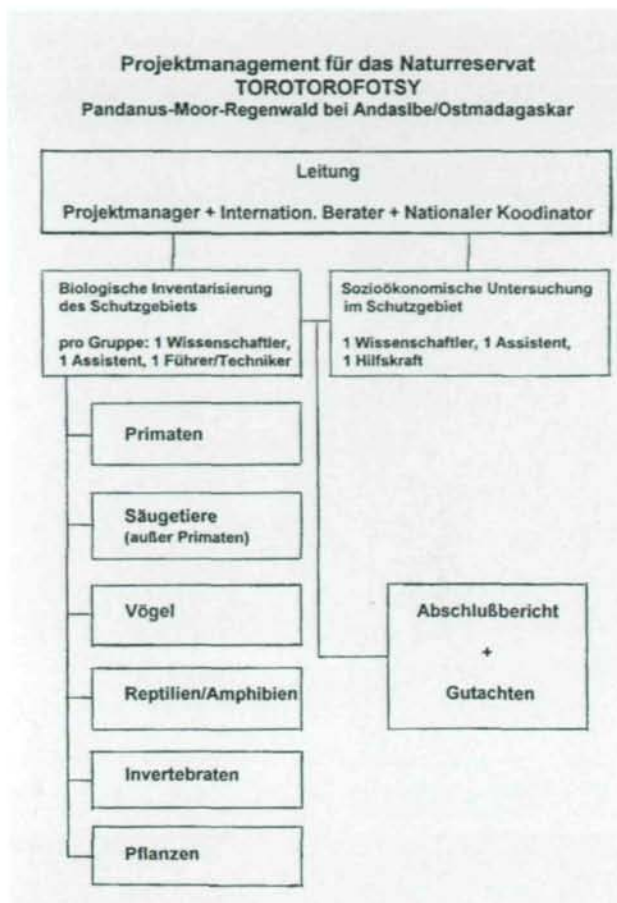 Projektmanagement für das Naturreservat
TOROTOROFOTSY
Pandanus-Moor-Regenwald bei Andasibe/Ostmadagaskar
Leitung
Projektmanager + Internation. Berater + Nationaler Koodinator
Biologische Inventarisierung
des Schutzgebiets
pro Gruppe: 1 Wissenschaftler,
1 Assistent, 1 Führer/Techniker
Sozioökonomische Untersuchung
im Schutzgebiet
1 Wissenschaftler, 1 Assistent,
1 Hilfskraft
Primaten
Säugetiere
(außer Primaten)
Vögel
Reptilien/Amphibien
Invertebraten
Pflanzen
Abschlußbericht
+
Gutachten